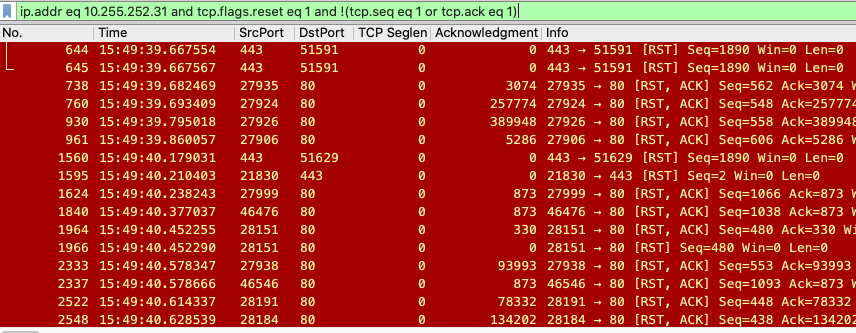 ip.addr eq 10.255.252.31 and tcp.flags.reset eq 1 and !(tcp.seq eq 1 or tcp.ack eq 1)
No. Time SrcPort DstPort TCP Seglen Acknowledgment Info
644 15:49:39.667554 443 51591 0 0 443 → 51591 [RST] Seq=1890 Win=0 Len=0
645 15:49:39.667567 443 51591 0 0 443 → 51591 [RST] Seq=1890 Win=0 Len=0
738 15:49:39.682469 27935 80 0 3074 27935 → 80 [RST, ACK] Seq=562 Ack=3074 W
760 15:49:39.693409 27924 80 0 257774 27924 → 80 [RST, ACK] Seq=548 Ack=257774
930 15:49:39.795018 27926 80 0 389948 27926 → 80 [RST, ACK] Seq=558 Ack=389948
961 15:49:39.860057 27906 80 0 5286 27906 → 80 [RST, ACK] Seq=606 Ack=5286 W
1560 15:49:40.179031 443 51629 0 0 443 → 51629 [RST] Seq=1890 Win=0 Len=0
1595 15:49:40.210403 21830 443 0 0 21830 → 443 [RST] Seq=2 Win=0 Len=0
1624 15:49:40.238243 27999 80 0 873 27999 → 80 [RST, ACK] Seq=1066 Ack=873 W
1840 15:49:40.377037 46476 80 0 873 46476 → 80 [RST, ACK] Seq=1038 Ack=873 W
1964 15:49:40.452255 28151 80 0 330 28151 → 80 [RST, ACK] Seq=480 Ack=330 Wi
1966 15:49:40.452290 28151 80 0 0 28151 → 80 [RST] Seq=480 Win=0 Len=0
2333 15:49:40.578347 27938 80 0 93993 27938 → 80 [RST, ACK] Seq=553 Ack=93993
2337 15:49:40.578666 46546 80 0 873 46546 → 80 [RST, ACK] Seq=1093 Ack=873 W
2522 15:49:40.614337 28191 80 0 78332 28191 → 80 [RST, ACK] Seq=448 Ack=78332
2548 15:49:40.628539 28184 80 0 134202 28184 → 80 [RST, ACK] Seq=438 Ack=134202